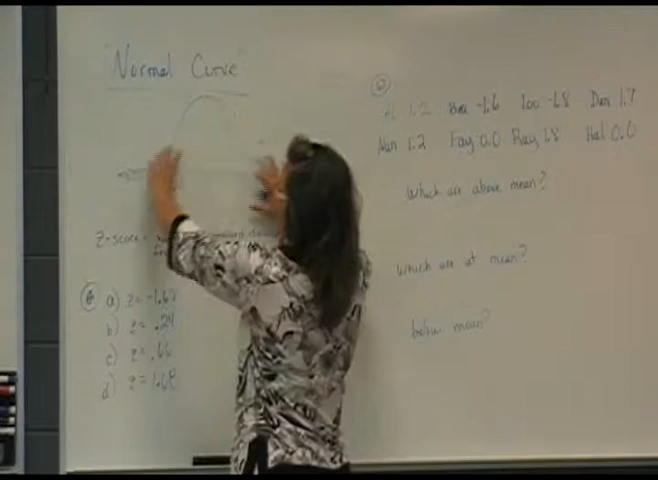 "Normal Curve"
z-score =
a) z = -1.67
b) z = .24
c) z = .66
d) z = 1.68
Al 1.2 Bea -1.6 Ian -1.8 Den 1.7
Nan 1.2 Fay 0.0 Ray 1.8 Hal 0.0
Which are above mean?
Which are at mean?
below mean?